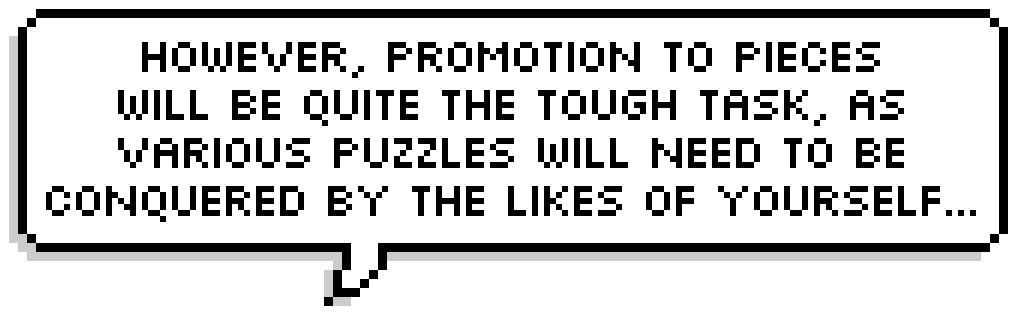 HOWEVER, PROMOTION TO PIECES
WILL BE QUITE THE TOUGH TASK, AS
VARIOUS PUZZLES WILL NEED TO BE
CONQUERED BY THE LIKES OF YOURSELF...